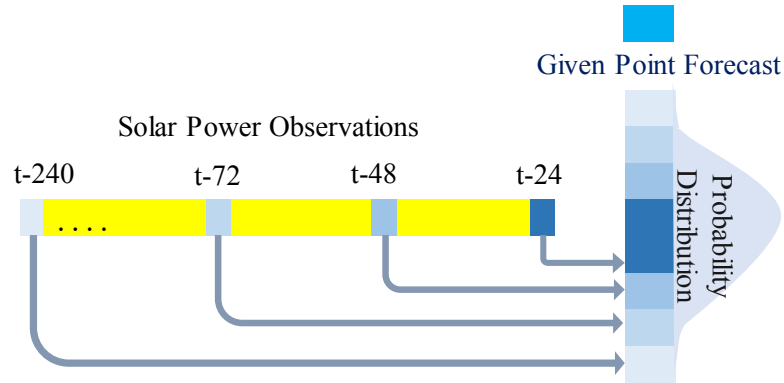 Given Point Forecast
Solar Power Observations
t-240
t-72
t-48
t-24
. . . .
Probability
Distribution